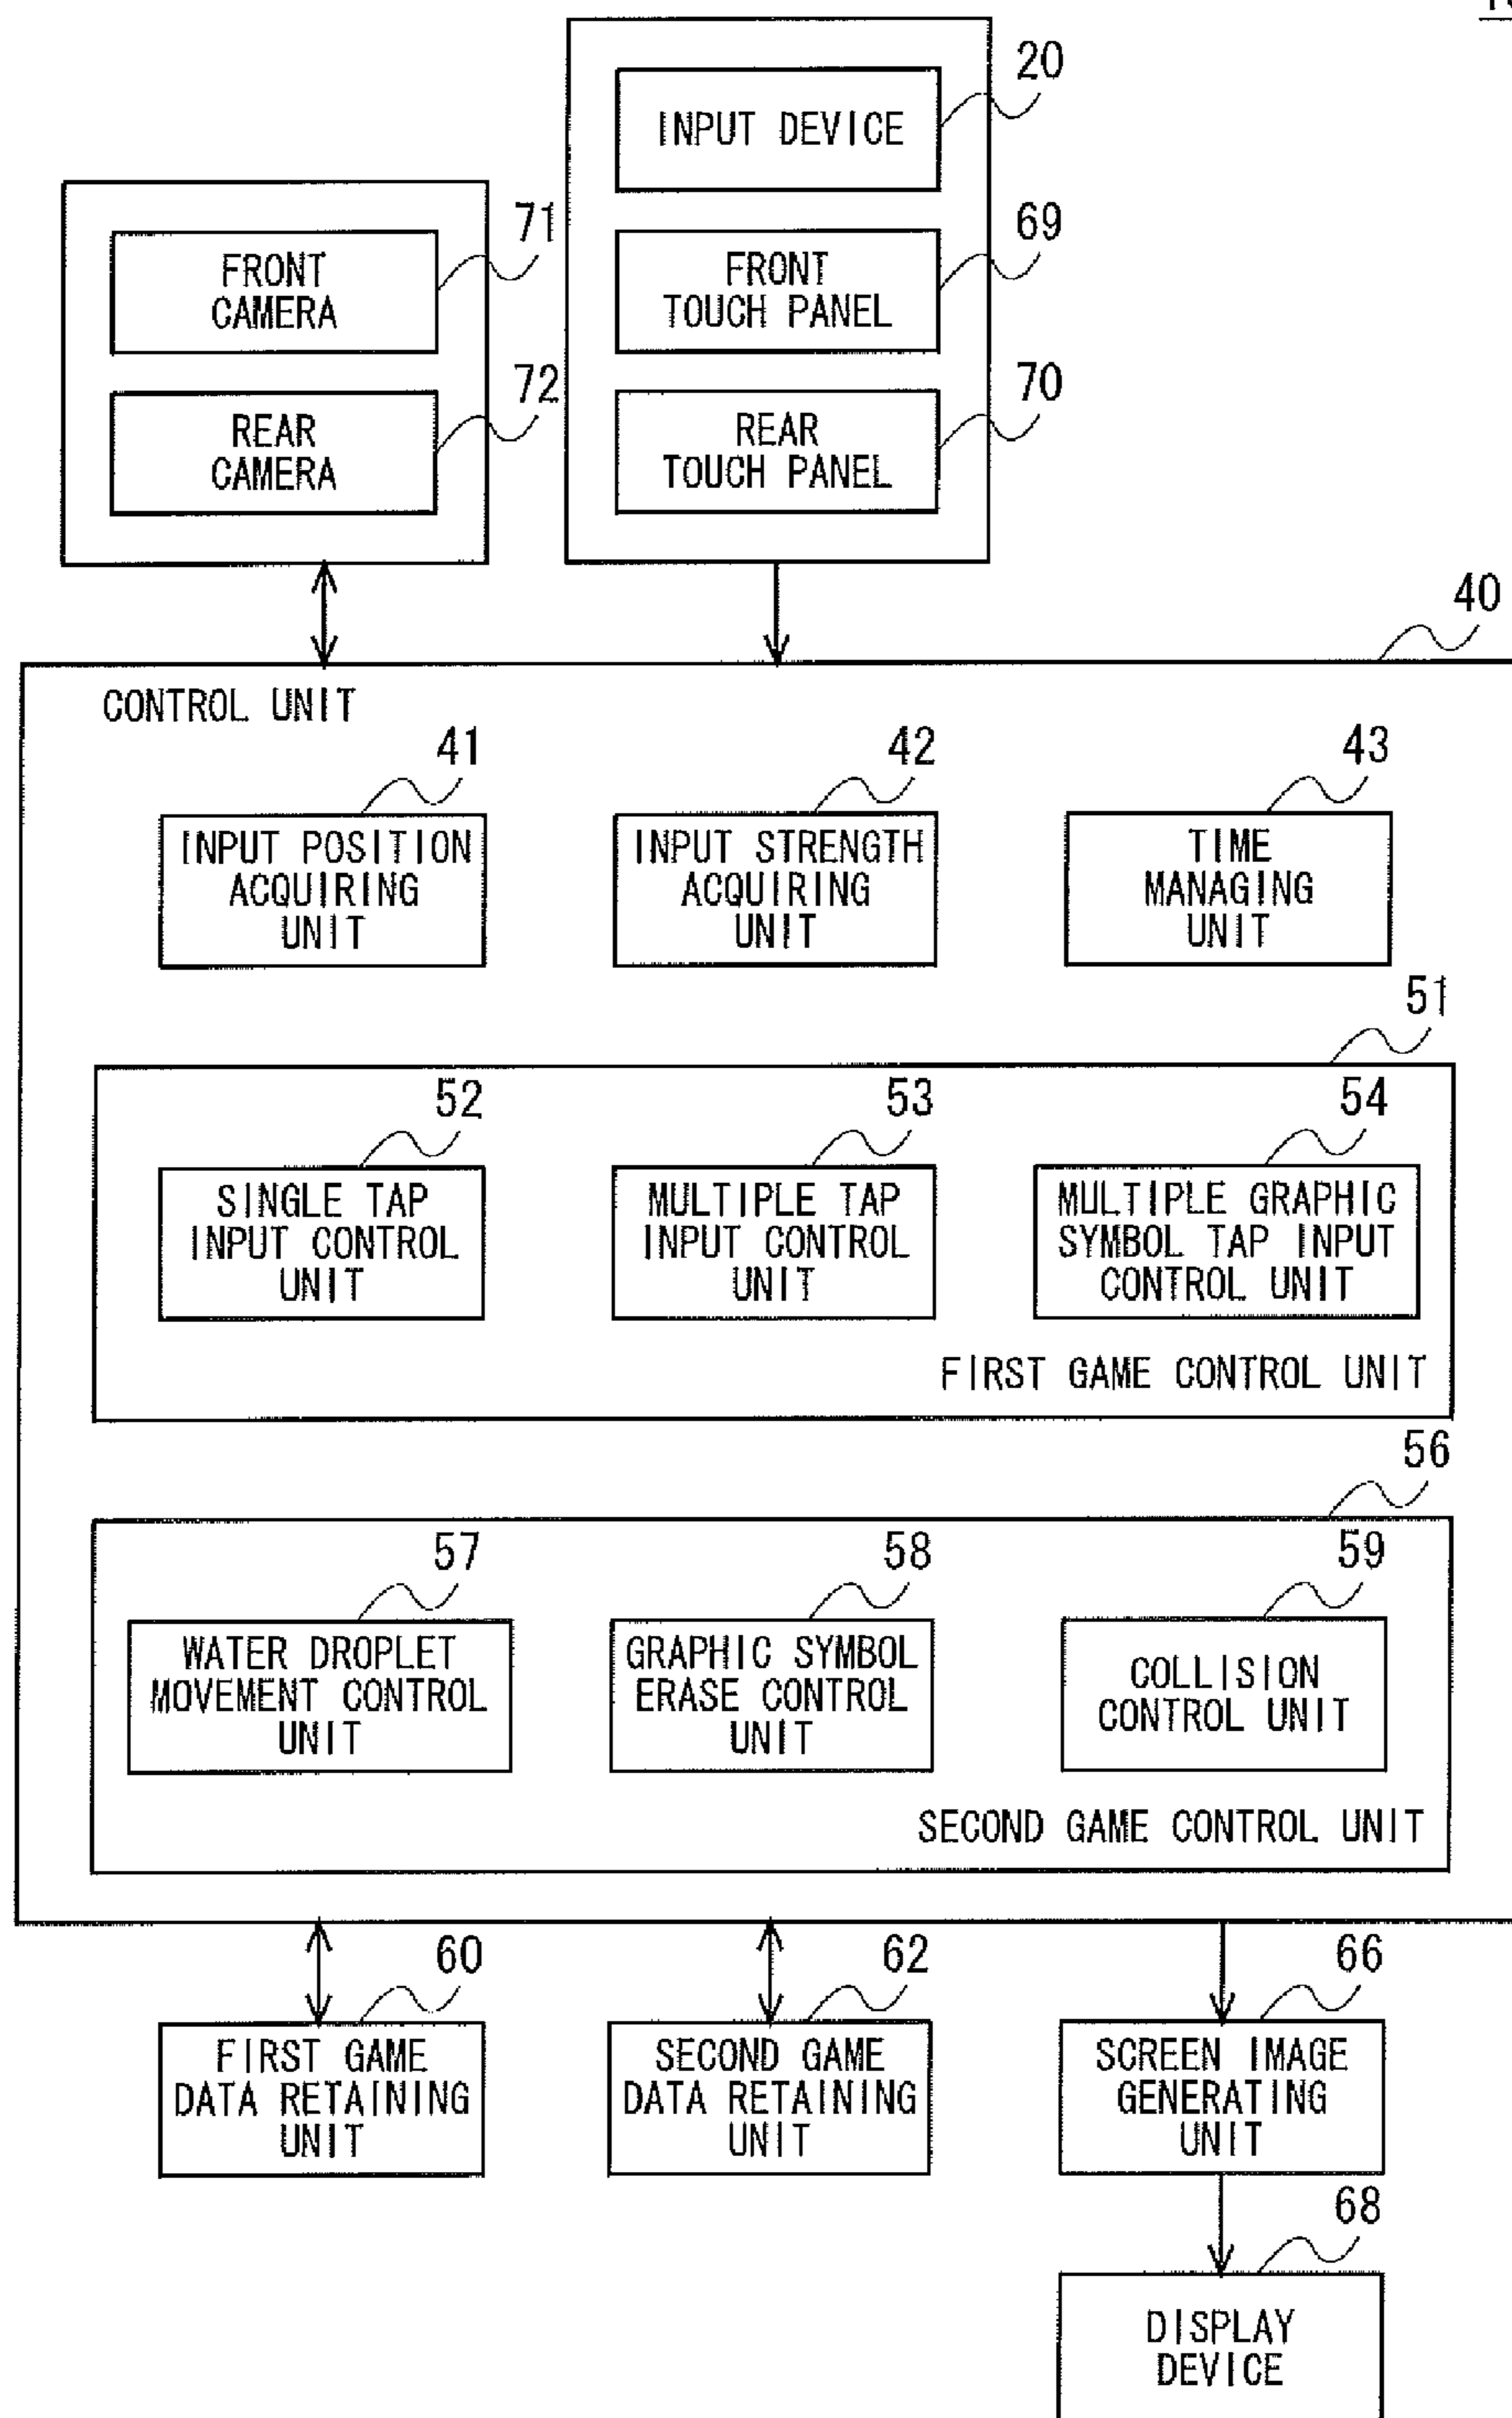 20
INPUT DEVICE
69
FRONT
TOUCH PANEL
70
REAR
TOUCH PANEL
71
FRONT
CAMERA
72
REAR
CAMERA
40
CONTROL UNIT
41
INPUT POSITION
ACQUIRING
UNIT
42
INPUT STRENGTH
ACQUIRING
UNIT
43
TIME
MANAGING
UNIT
51
52
SINGLE TAP
INPUT CONTROL
UNIT
53
MULTIPLE TAP
INPUT CONTROL
UNIT
54
MULTIPLE GRAPHIC
SYMBOL TAP INPUT
CONTROL UNIT
FIRST GAME CONTROL UNIT
56
57
WATER DROPLET
MOVEMENT CONTROL
UNIT
58
GRAPHIC SYMBOL
ERASE CONTROL
UNIT
59
COLLISION
CONTROL UNIT
SECOND GAME CONTROL UNIT
60
FIRST GAME
DATA RETAINING
UNIT
62
SECOND GAME
DATA RETAINING
UNIT
66
SCREEN IMAGE
GENERATING
UNIT
68
DISPLAY
DEVICE